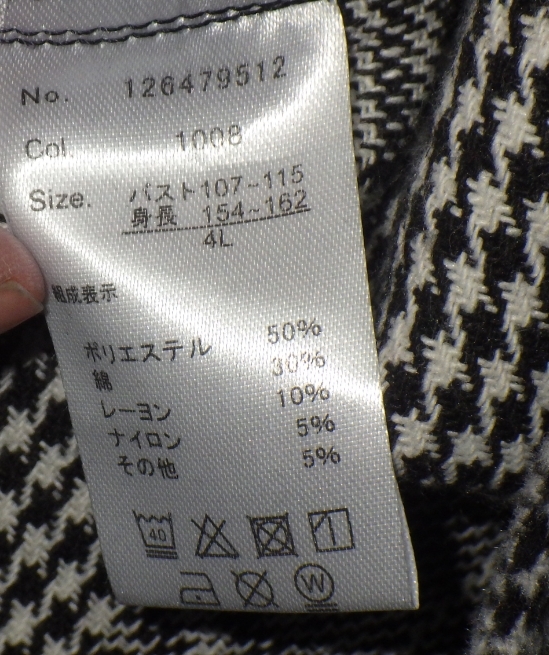 No. 126479512
Col. 1008
Size. バスト107~115
身長 154~162
4L
組成表示
ポリエステル 50%
綿 30%
レーヨン 10%
ナイロン 5%
その他 5%
40
W